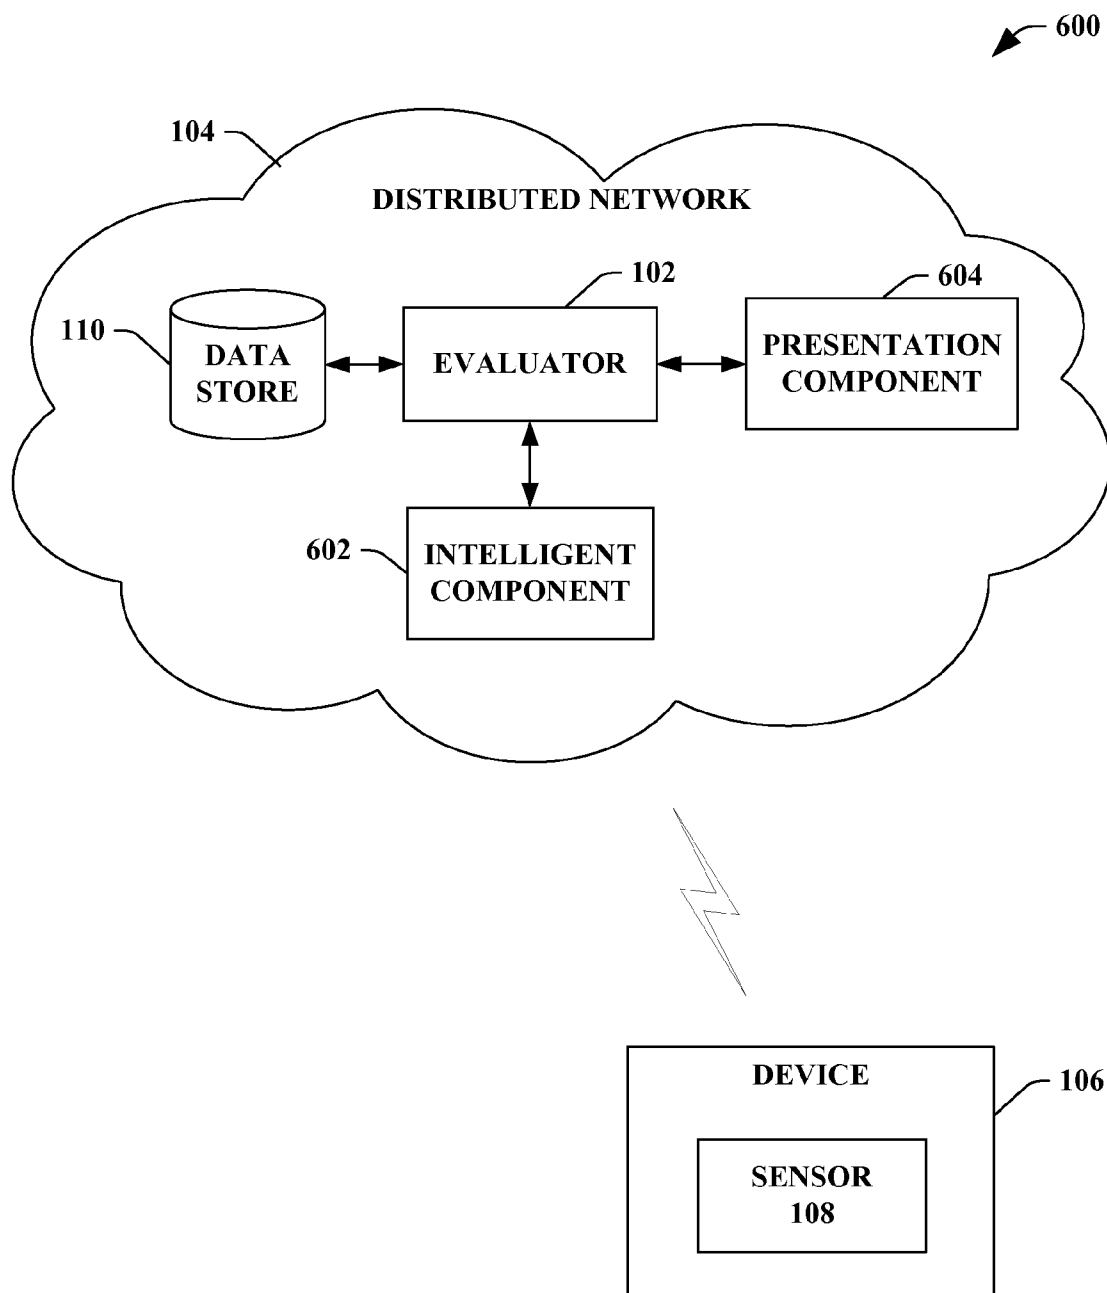 600
104
DISTRIBUTED NETWORK
102
604
110
DATA
STORE
EVALUATOR
PRESENTATION
COMPONENT
602
INTELLIGENT
COMPONENT
DEVICE
106
SENSOR
108